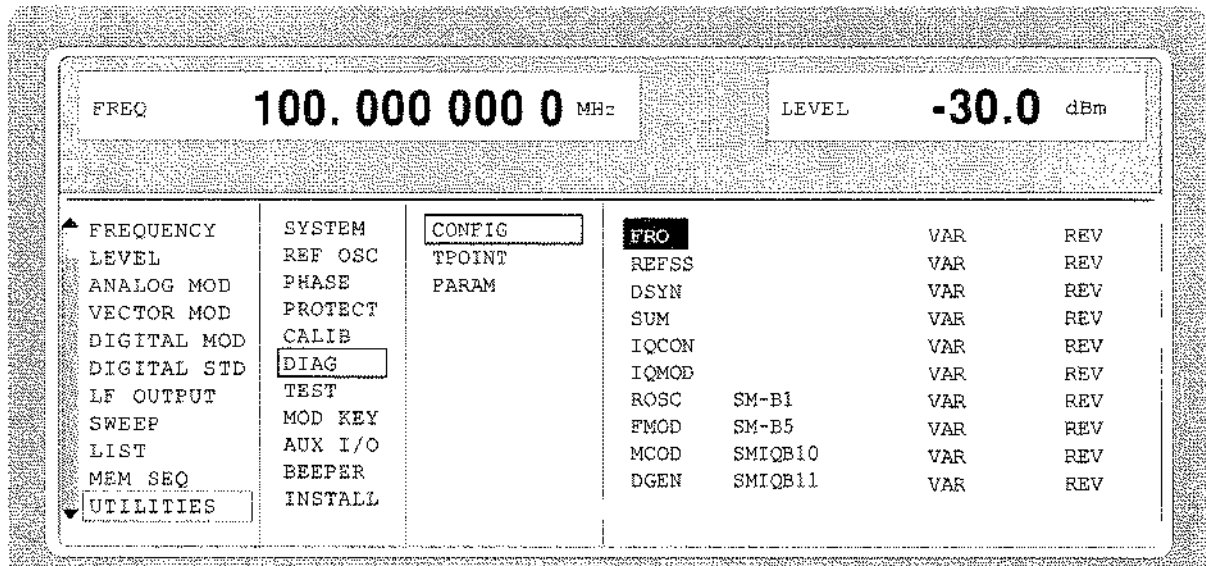 FREQ 100. 000 000 0 MHz LEVEL -30.0 dBm
FREQUENCY
LEVEL
ANALOG MOD
VECTOR MOD
DIGITAL MOD
DIGITAL STD
LF OUTPUT
SWEEP
LIST
MEM SEQ
UTILITIES
SYSTEM
REF OSC
PHASE
PROTECT
CALIB
DIAG
TEST
MOD KEY
AUX I/O
BEEPER
INSTALL
CONFIG
TPOINT
PARAM
FRO VAR REV
REFSS VAR REV
DSYN VAR REV
SUM VAR REV
IQCON VAR REV
IQMOD VAR REV
ROSC SM-B1 VAR REV
FMOD SM-B5 VAR REV
MCOD SMIQB10 VAR REV
DGEN SMIQB11 VAR REV